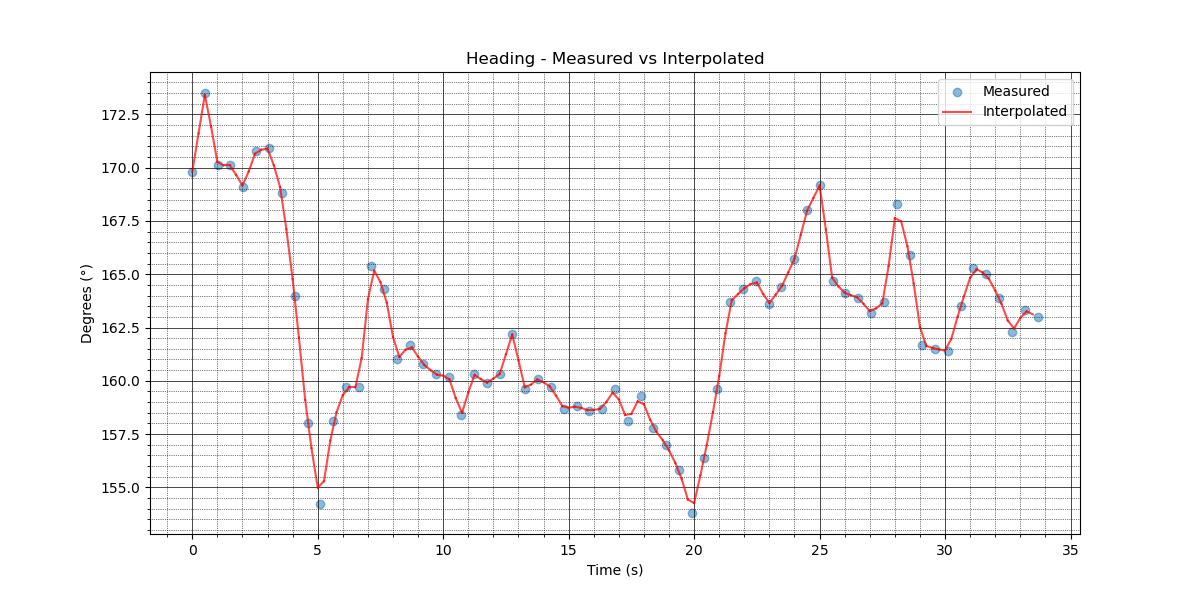 Heading - Measured vs Interpolated
Measured
Interpolated
Degrees (°)
172.5
170.0
167.5
165.0
162.5
160.0
157.5
155.0
0 5 10 15 20 25 30 35
Time (s)